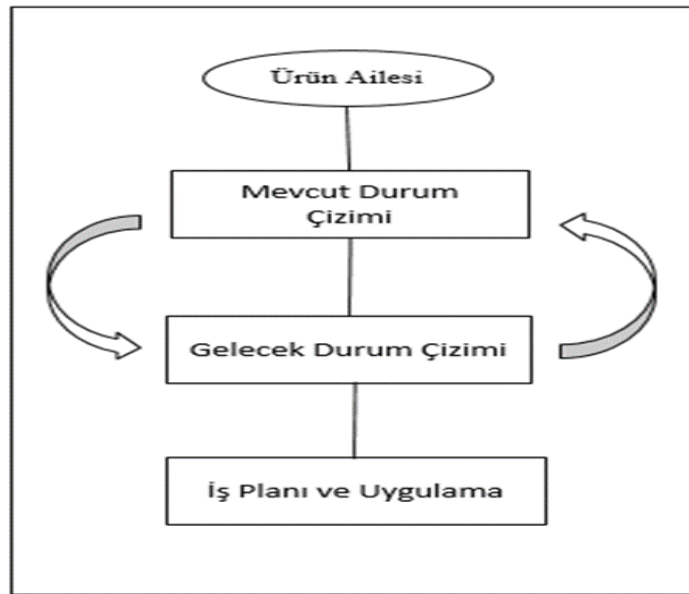 Ürün Ailesi
Mevcut Durum
Çizimi
Gelecek Durum Çizimi
İş Planı ve Uygulama